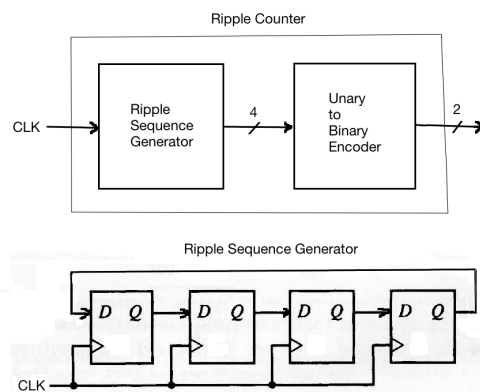 Ripple Counter
Ripple
Sequence
Generator
4
Unary
to
Binary
Encoder
2
CLK
Ripple Sequence Generator
D Q D Q D Q D Q
CLK